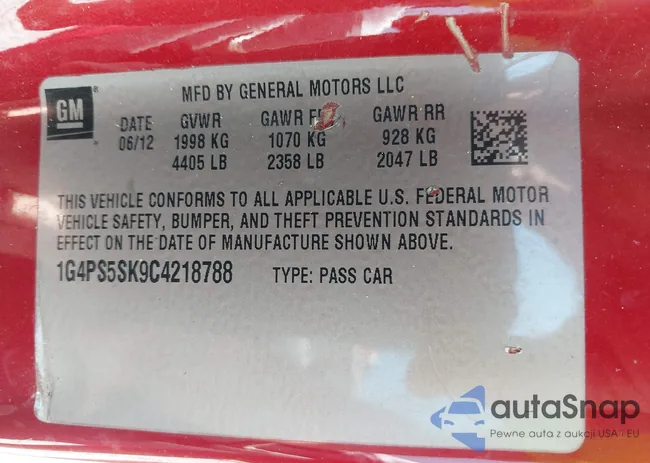 GM
MFD BY GENERAL MOTORS LLC
DATE GVWR GAWR GAWR RR
06/12 1998 KG 1070 KG 928 KG
4405 LB 2358 LB 2047 LB
THIS VEHICLE CONFORMS TO ALL APPLICABLE U.S. FEDERAL MOTOR
VEHICLE SAFETY, BUMPER, AND THEFT PREVENTION STANDARDS IN
EFFECT ON THE DATE OF MANUFACTURE SHOWN ABOVE.
1G4PS5SK9C4218788 TYPE: PASS CAR
autaSnap
Pewne auta z aukcji USA i EU